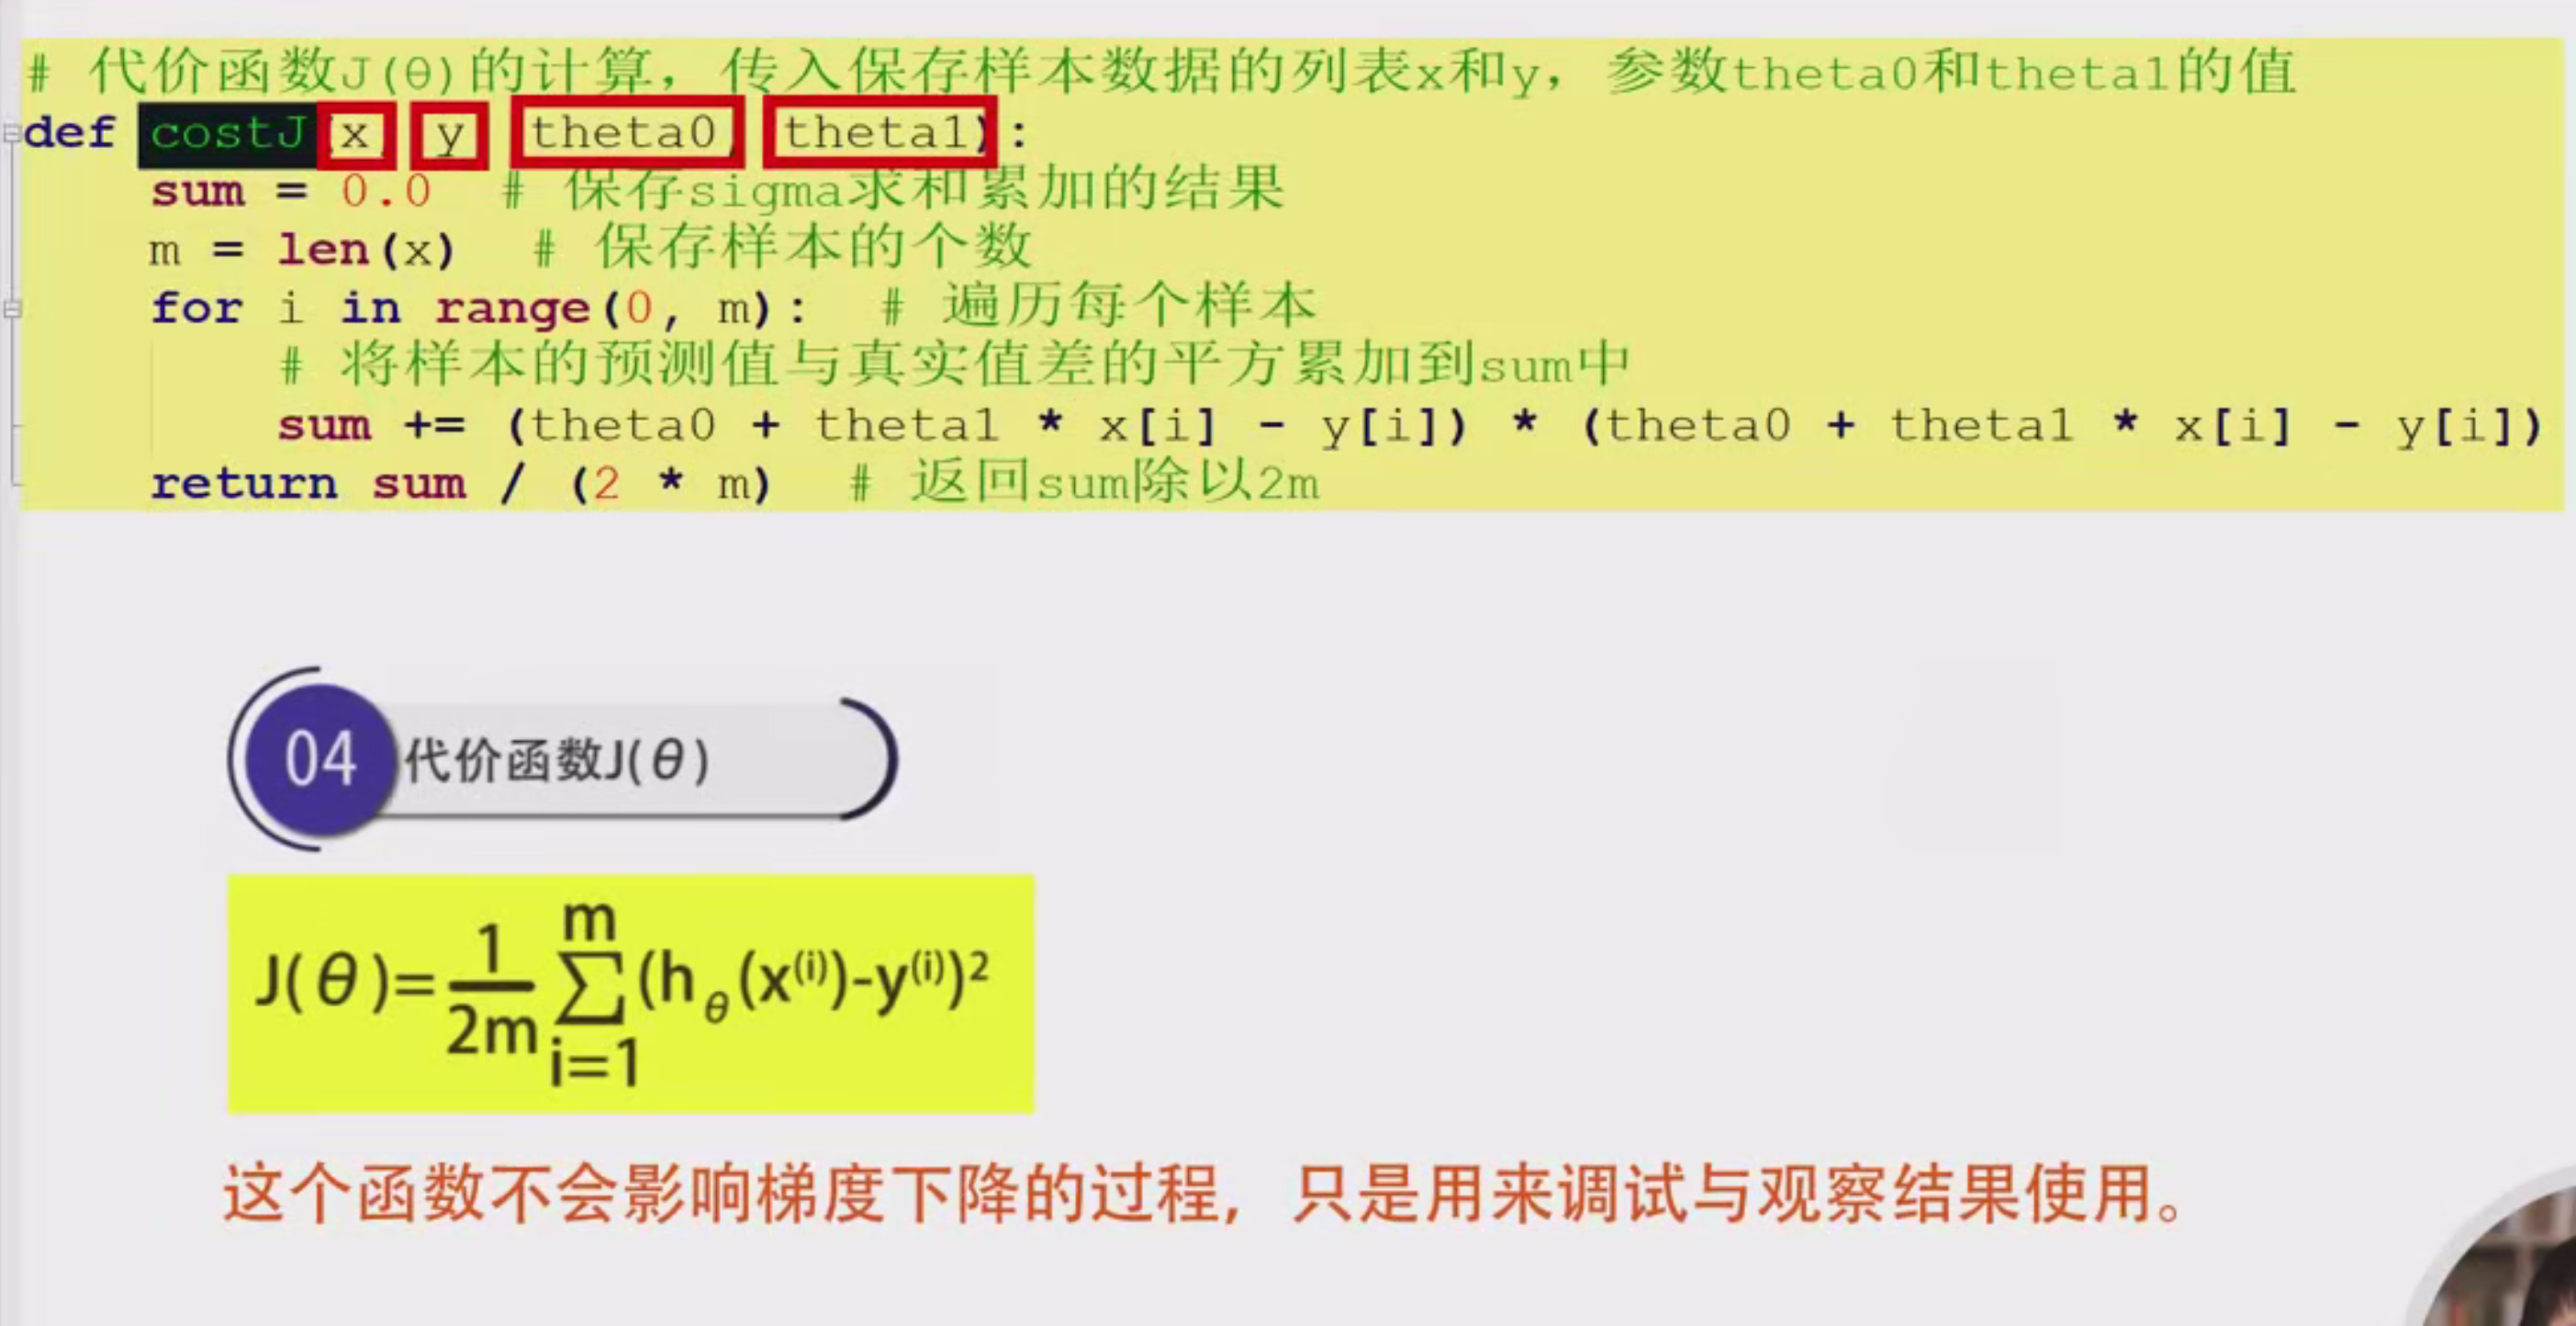 # 代价函数J(θ)的计算，传入保存样本数据的列表x和y，参数theta0和theta1的值
def costJ(x, y, theta0, theta1):
    sum = 0.0  # 保存sigma求和累加的结果
    m = len(x)  # 保存样本的个数
    for i in range(0, m):  # 遍历每个样本
        # 将样本的预测值与真实值差的平方累加到sum中
        sum += (theta0 + theta1 * x[i] - y[i]) * (theta0 + theta1 * x[i] - y[i])
    return sum / (2 * m)  # 返回sum除以2m
04 代价函数J(θ)
J(θ)=\frac{1}{2m}\sum_{i=1}^{m}(h_θ(x^{(i)})-y^{(i)})^2
这个函数不会影响梯度下降的过程，只是用来调试与观察结果使用。